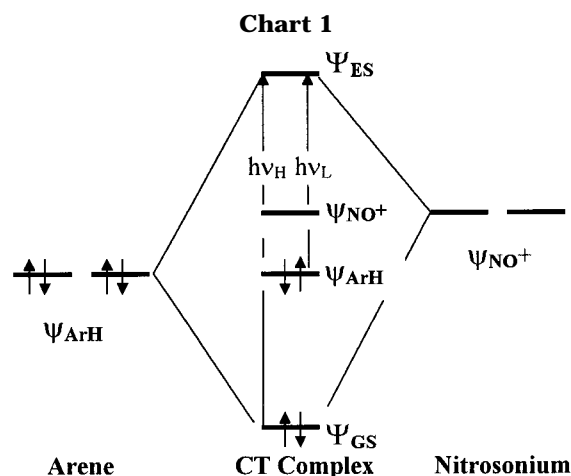 Chart 1
Ψ_ES
hν_H hν_L
ψ_NO⁺
ψ_ArH
ψ_ArH
ψ_NO⁺
Ψ_GS
Arene CT Complex Nitrosonium